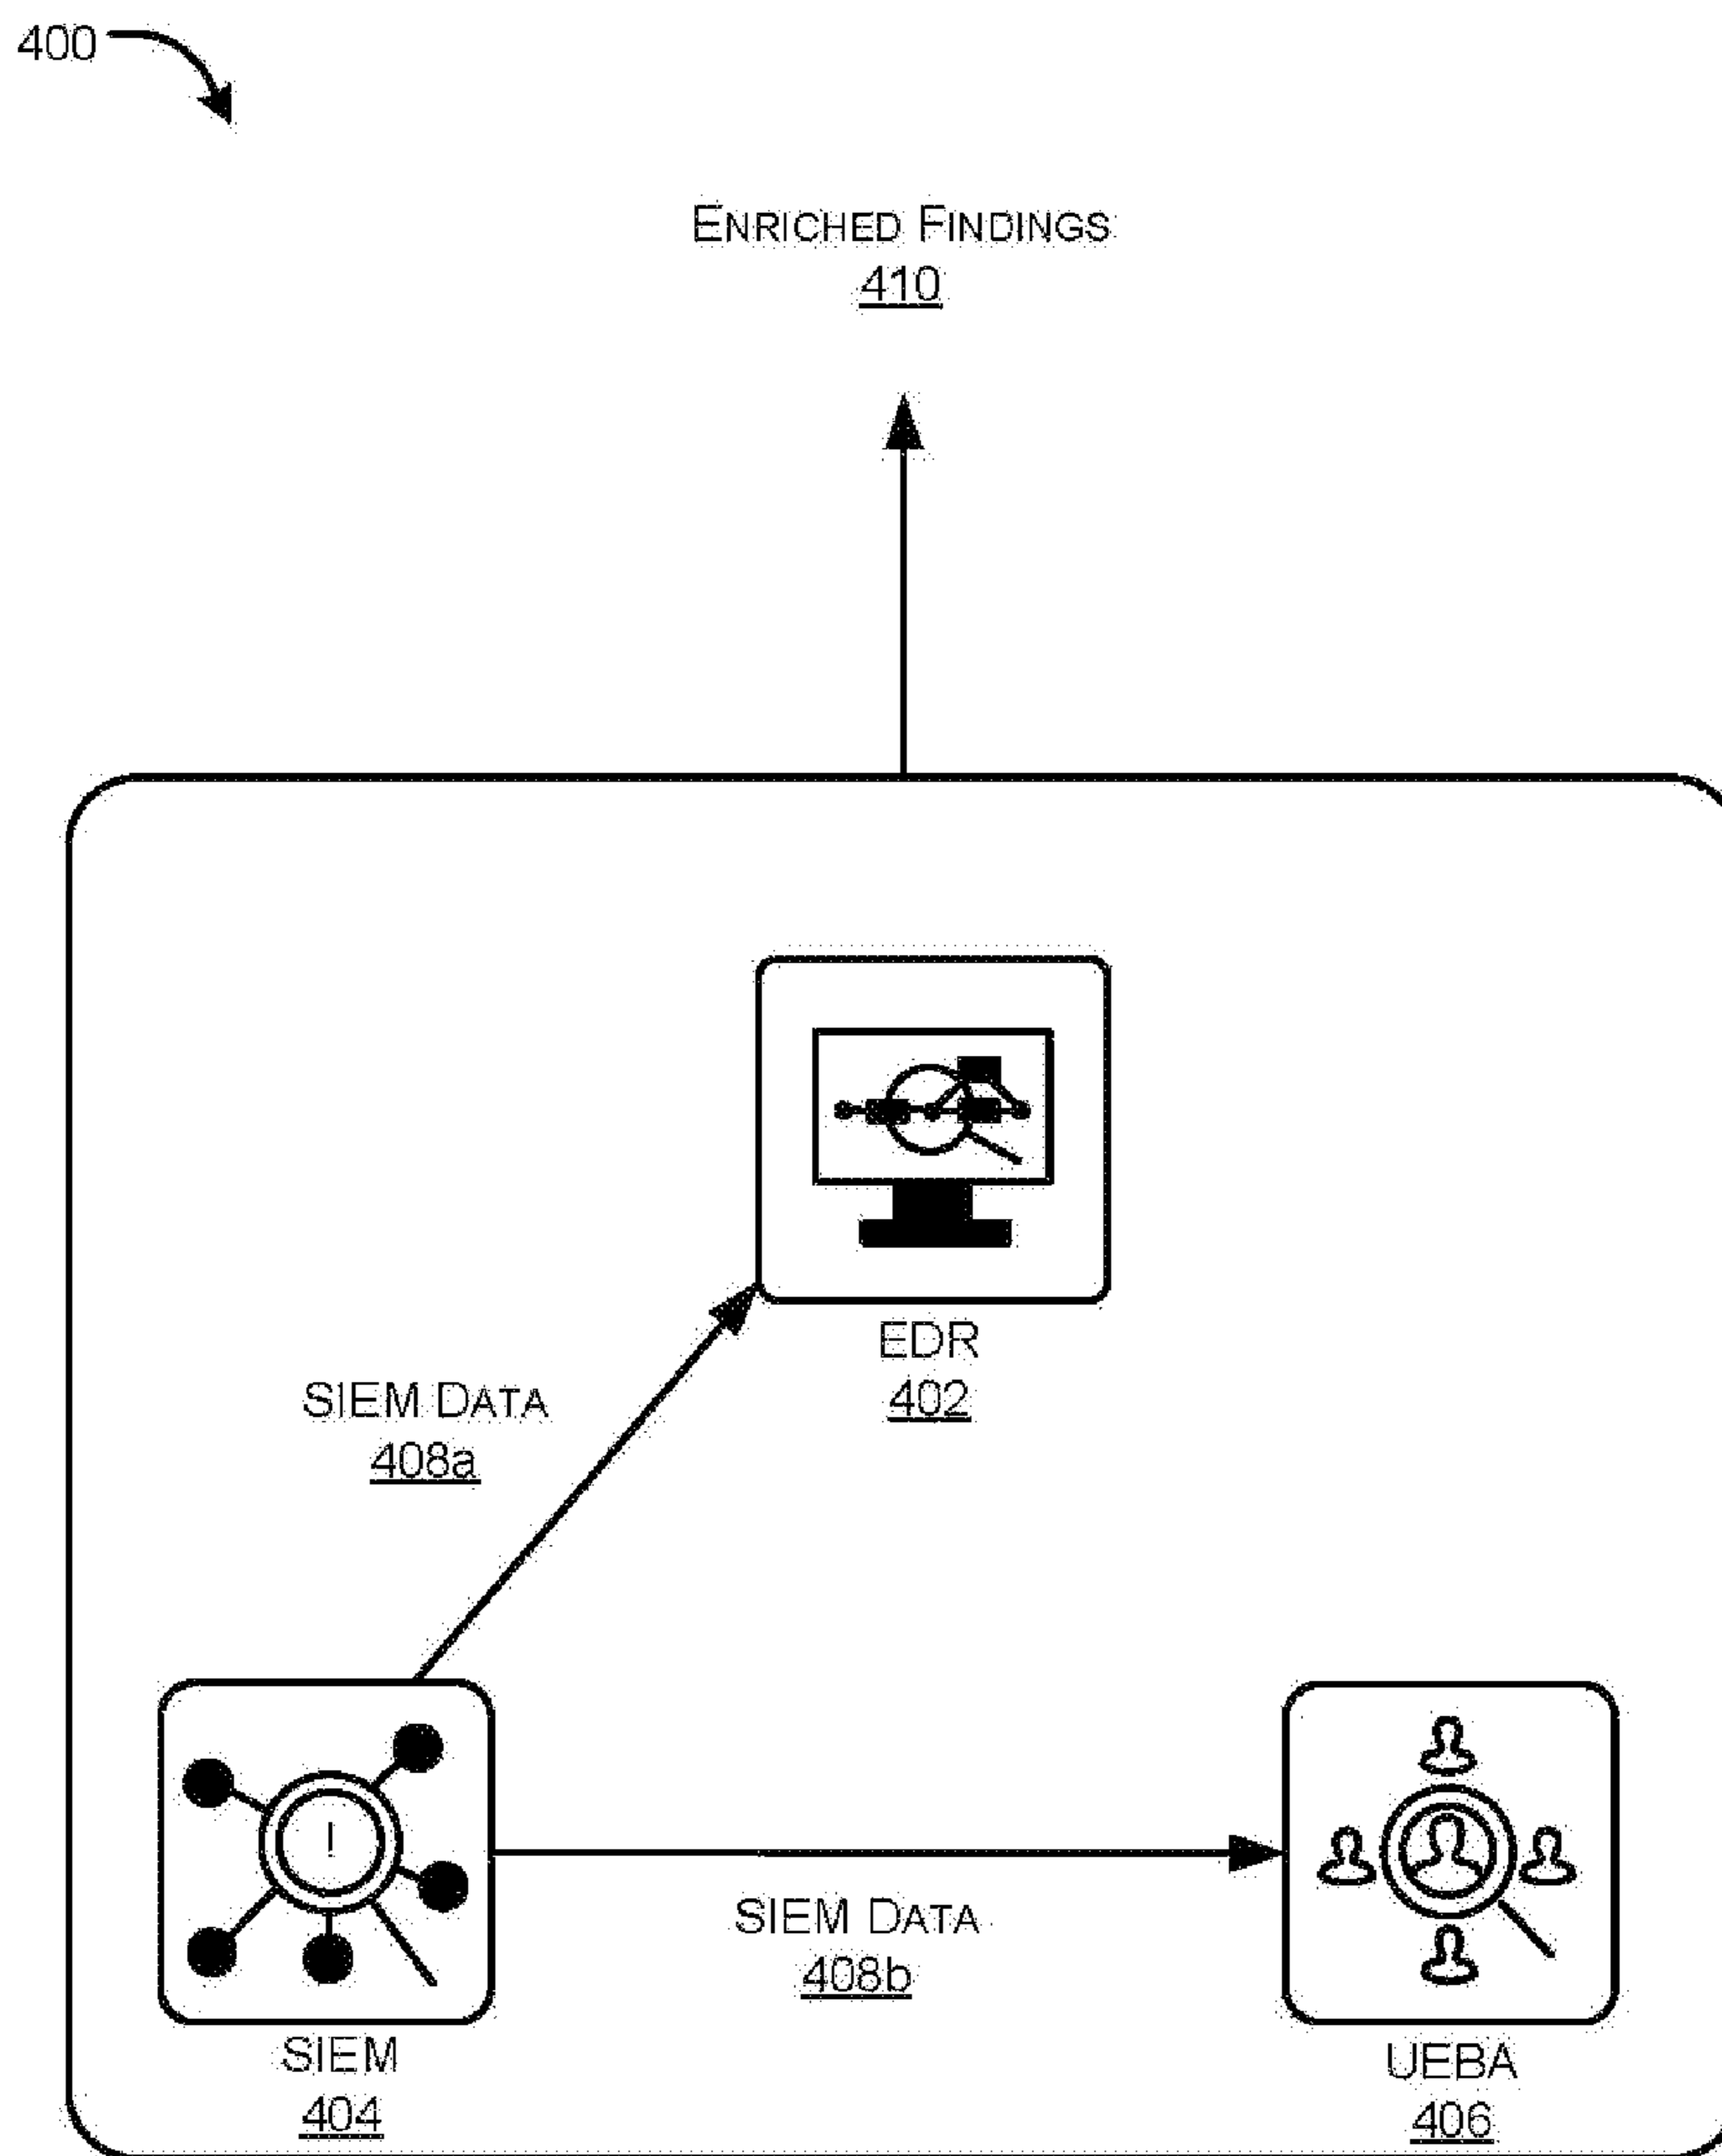 400
ENRICHED FINDINGS
410
EDR
402
SIEM DATA
408a
!
SIEM DATA
408b
SIEM
404
UEBA
406